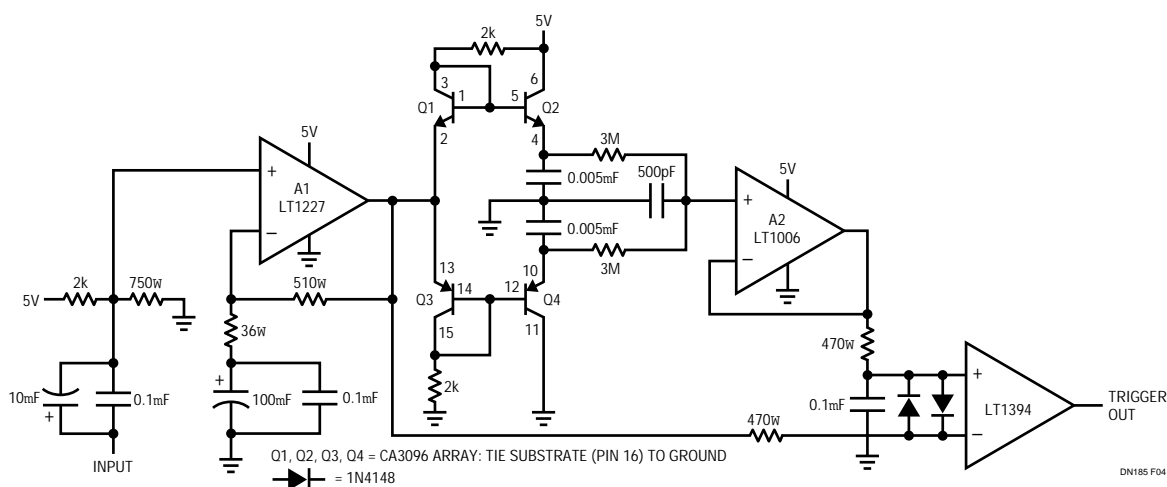 5V
2k
3
1
5
6
Q1
Q2
2
4
5V
3M
500pF
+
A1
LT1227
−
0.005mF
0.005mF
3M
5V
+
A2
LT1006
−
13
14
12
10
Q3
Q4
15
11
2k
750W
5V
510W
36W
2k
470W
10mF
+
0.1mF
+
100mF
0.1mF
0.1mF
+
LT1394
−
TRIGGER
OUT
470W
INPUT
Q1, Q2, Q3, Q4 = CA3096 ARRAY: TIE SUBSTRATE (PIN 16) TO GROUND
= 1N4148
DN185 F04